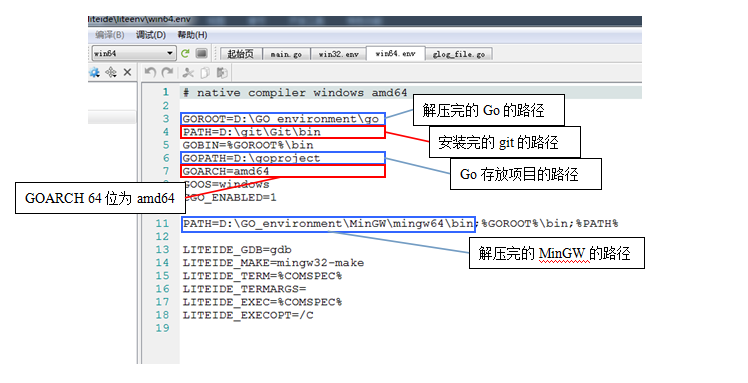 \liteide\liteenv\win64.env
编译(B) 调试(D) 帮助(H)
win64
起始页 main.go win32.env win64.env glog_file.go
1 # native compiler windows amd64
2
3 GOROOT=D:\GO_environment\go
4 PATH=D:\git\Git\bin
5 GOBIN=%GOROOT%\bin
6 GOPATH=D:\goproject
7 GOARCH=amd64
GOOS=windows
CGO_ENABLED=1
11 PATH=D:\GO_environment\MinGW\mingw64\bin;%GOROOT%\bin;%PATH%
12
13 LITEIDE_GDB=gdb
14 LITEIDE_MAKE=mingw32-make
15 LITEIDE_TERM=%COMSPEC%
16 LITEIDE_TERMARGS=
17 LITEIDE_EXEC=%COMSPEC%
18 LITEIDE_EXECOPT=/C
19
解压完的 Go 的路径
安装完的 git 的路径
Go 存放项目的路径
GOARCH 64 位为 amd64
解压完的 MinGW 的路径